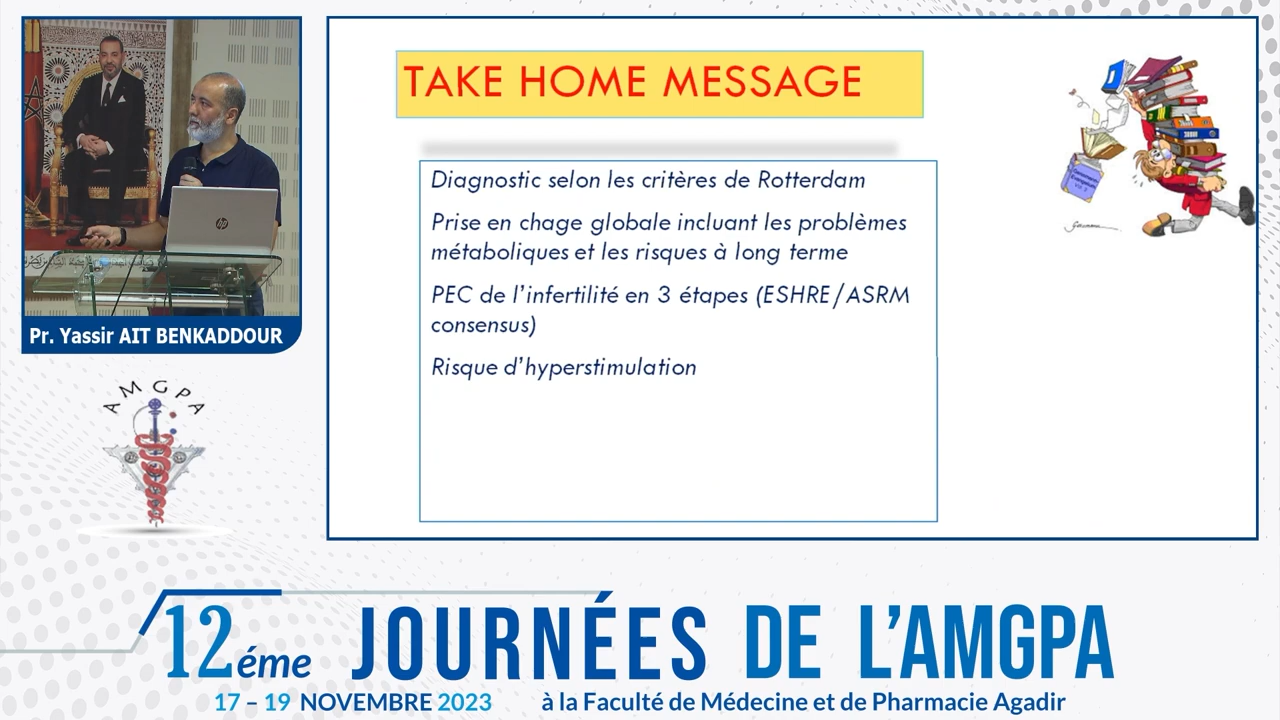 TAKE HOME MESSAGE
Diagnostic selon les critères de Rotterdam
Prise en chage globale incluant les problèmes
métaboliques et les risques à long terme
PEC de l'infertilité en 3 étapes (ESHRE/ASRM
consensus)
Risque d'hyperstimulation
hp
Pr. Yassir AIT BENKADDOUR
AMGPA
12éme JOURNÉES DE L'AMGPA
17 – 19 NOVEMBRE 2023 à la Faculté de Médecine et de Pharmacie Agadir